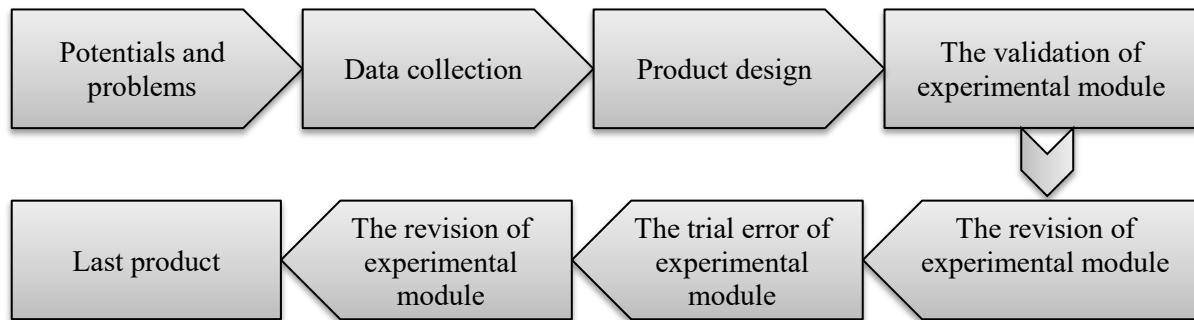 Potentials and
problems
Data collection
Product design
The validation of
experimental module
The revision of
experimental module
The trial error of
experimental
module
The revision of
experimental
module
Last product